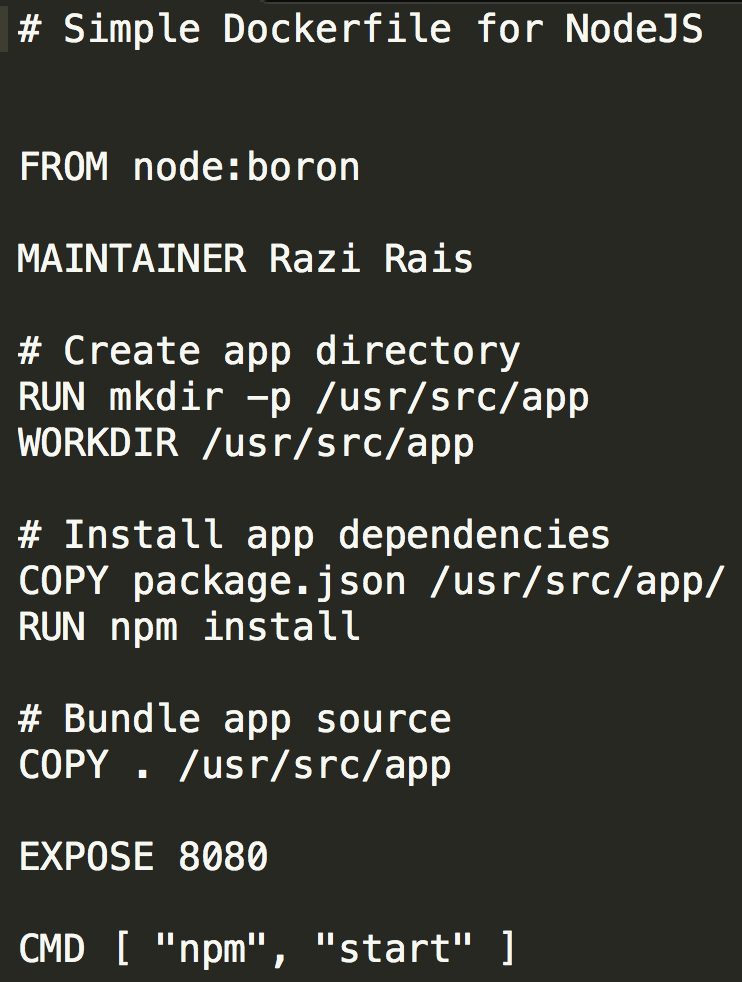 # Simple Dockerfile for NodeJS
FROM node:boron
MAINTAINER Razi Rais
# Create app directory
RUN mkdir -p /usr/src/app
WORKDIR /usr/src/app
# Install app dependencies
COPY package.json /usr/src/app/
RUN npm install
# Bundle app source
COPY . /usr/src/app
EXPOSE 8080
CMD [ "npm", "start" ]